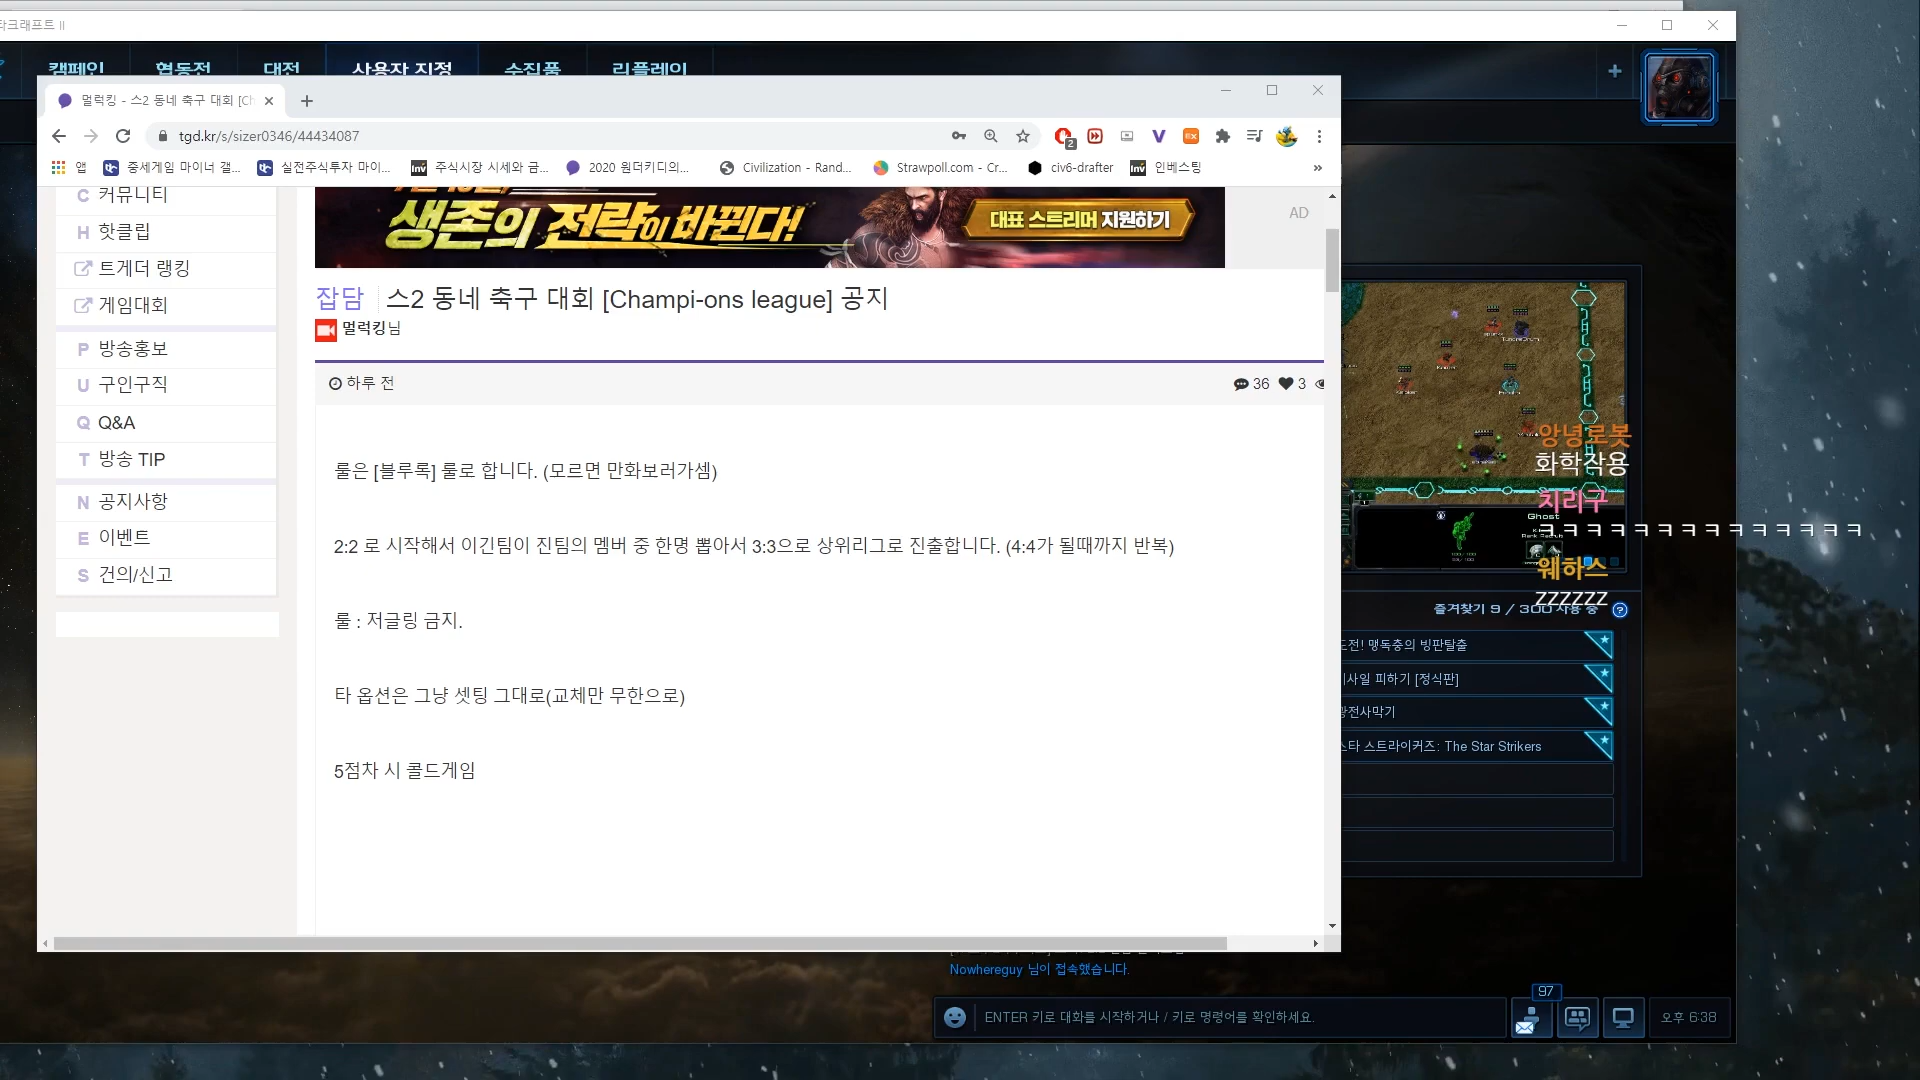 타크래프트 II
캠페인 협동전 대전 사용자 지정 수집품 리플레이
멀럭킹 - 스2 동네 축구 대회 [Ch
tgd.kr/s/sizer0346/44434087
2
앱 중세게임 마이너 갤... 실전주식투자 마이... 주식시장 시세와 금... 2020 원더키디의... Civilization - Rand... Strawpoll.com - Cr... civ6-drafter 인베스팅 »
C 커뮤니티
H 핫클립
트게더 랭킹
게임대회
P 방송홍보
U 구인구직
Q Q&A
T 방송 TIP
N 공지사항
E 이벤트
S 건의/신고
생존의 전략이 바뀐다!
대표 스트리머 지원하기
AD
잡담 스2 동네 축구 대회 [Champi-ons league] 공지
멀럭킹님
하루 전
36 3
룰은 [블루록] 룰로 합니다. (모르면 만화보러가셈)
2:2 로 시작해서 이긴팀이 진팀의 멤버 중 한명 뽑아서 3:3으로 상위리그로 진출합니다. (4:4가 될때까지 반복)
룰 : 저글링 금지.
타 옵션은 그냥 셋팅 그대로(교체만 무한으로)
5점차 시 콜드게임
Ghost
앙녕로봇
화학작용
치리구
ㅋㅋㅋㅋㅋㅋㅋㅋㅋㅋㅋㅋㅋㅋ
웨하스
zzzzzz
즐겨찾기 9 / 300 사용 중
도전! 맹독충의 빙판탈출
사일 피하기 [정식판]
광전사막기
스타 스트라이커즈: The Star Strikers
Nowhereguy 님이 접속했습니다.
ENTER 키로 대화를 시작하거나 / 키로 명령어를 확인하세요.
97
오후 6:38